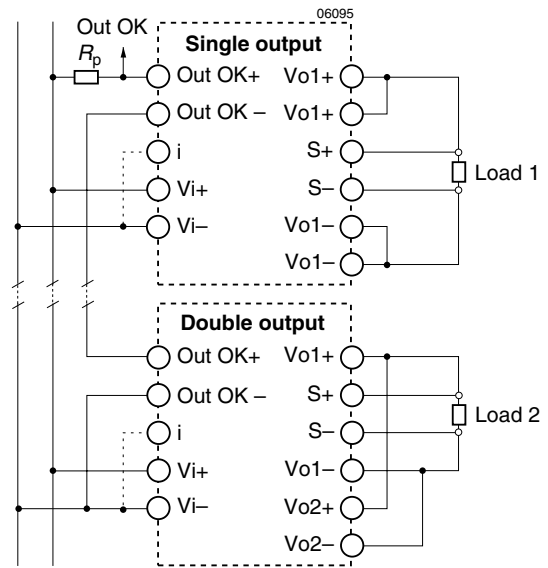 06095
Out OK
Rp
Single output
Out OK+ Vo1+
Out OK – Vo1+
i S+
Vi+ S–
Vi– Vo1–
Vo1–
Load 1
Double output
Out OK+ Vo1+
Out OK – S+
i S–
Vi+ Vo1–
Vi– Vo2+
Vo2–
Load 2